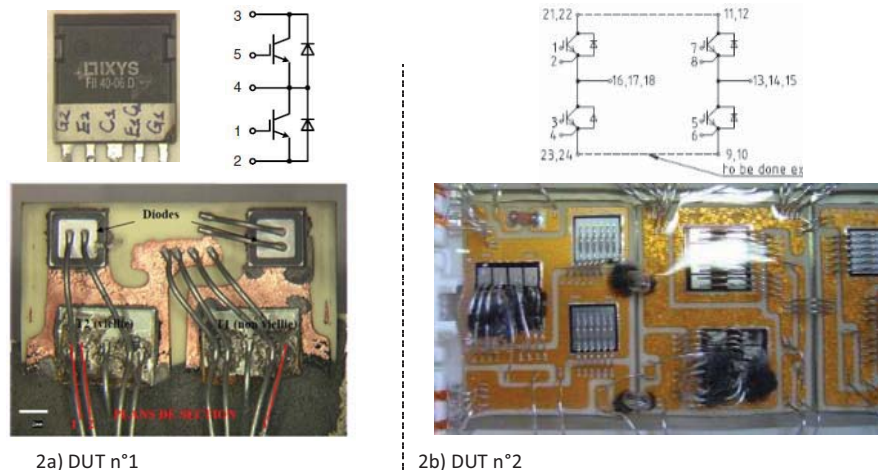 3
5
4
1
2
IXYS
FII 40-06 D
G2 E2 C1 E1C2 G1
Diodes
T2 (vieillie)
T1 (non vieillie)
PLANS DE SECTION
2a) DUT n°1
21,22
11,12
1
2
7
8
16,17,18
13,14,15
3
4
5
6
23,24
9,10
to be done ex
2b) DUT n°2